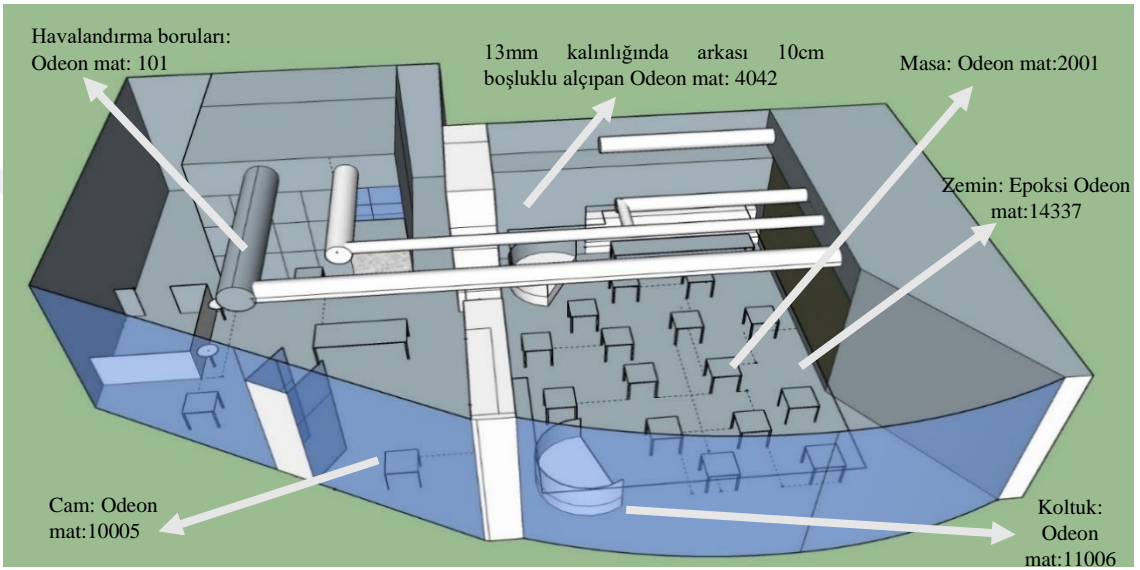 Havalandırma boruları:
Odeon mat: 101
13mm kalınlığında arkası 10cm
boşluklu alçıpan Odeon mat: 4042
Masa: Odeon mat:2001
Zemin: Epoksi Odeon
mat:14337
Cam: Odeon
mat:10005
Koltuk:
Odeon
mat:11006